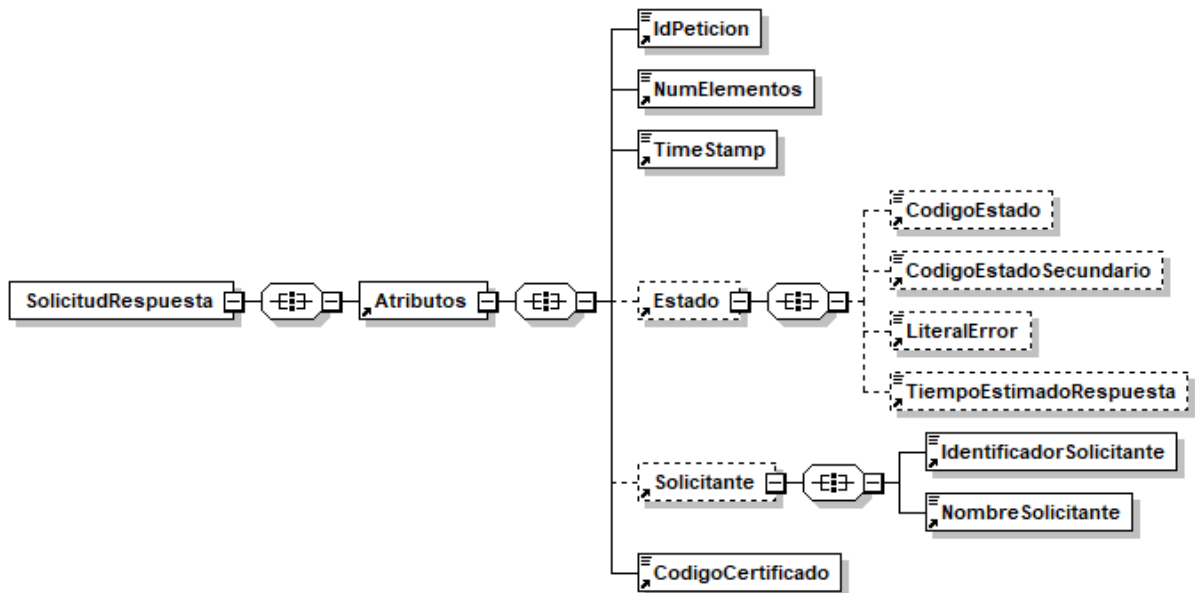 IdPeticion
NumElementos
TimeStamp
CodigoEstado
CodigoEstadoSecundario
SolicitudRespuesta
Atributos
Estado
LiteralError
TiempoEstimadoRespuesta
IdentificadorSolicitante
Solicitante
NombreSolicitante
CodigoCertificado